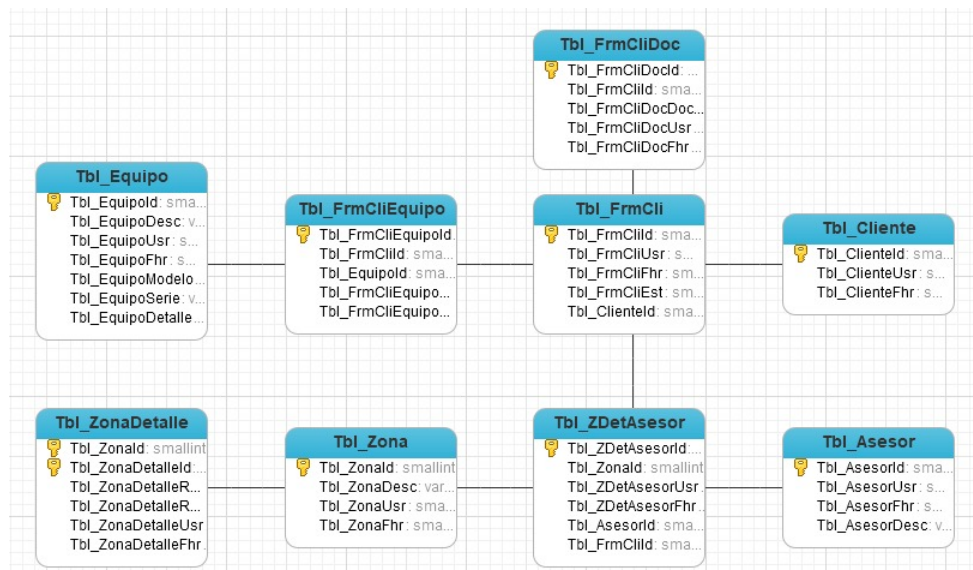 Tbl_FrmCliDoc
Tbl_FrmCliDocId: ...
Tbl_FrmCliId: sma...
Tbl_FrmCliDocDoc...
Tbl_FrmCliDocUsr...
Tbl_FrmCliDocFhr...
Tbl_Equipo
Tbl_EquipoId: sma...
Tbl_EquipoDesc: v...
Tbl_EquipoUsr: s...
Tbl_EquipoFhr: s...
Tbl_EquipoModelo...
Tbl_EquipoSerie: v...
Tbl_EquipoDetalle...
Tbl_FrmCliEquipo
Tbl_FrmCliEquipoId
Tbl_FrmCliId: sma...
Tbl_EquipoId: sma...
Tbl_FrmCliEquipo...
Tbl_FrmCliEquipo...
Tbl_FrmCli
Tbl_FrmCliId: sma...
Tbl_FrmCliUsr: s...
Tbl_FrmCliFhr: sm...
Tbl_FrmCliEst: sm...
Tbl_ClienteId: sma...
Tbl_Cliente
Tbl_ClienteId: sma...
Tbl_ClienteUsr: s...
Tbl_ClienteFhr: s...
Tbl_ZonaDetalle
Tbl_ZonaId: smallint
Tbl_ZonaDetalleId:...
Tbl_ZonaDetalleR...
Tbl_ZonaDetalleR...
Tbl_ZonaDetalleUsr
Tbl_ZonaDetalleFhr.
Tbl_Zona
Tbl_ZonaId: smallint
Tbl_ZonaDesc: var...
Tbl_ZonaUsr: sma...
Tbl_ZonaFhr: sma...
Tbl_ZDetAsesor
Tbl_ZDetAsesorId:...
Tbl_ZonaId: smallint
Tbl_ZDetAsesorUsr.
Tbl_ZDetAsesorFhr.
Tbl_AsesorId: sma...
Tbl_FrmCliId: sma...
Tbl_Asesor
Tbl_AsesorId: sma...
Tbl_AsesorUsr: s...
Tbl_AsesorFhr: s...
Tbl_AsesorDesc: v...